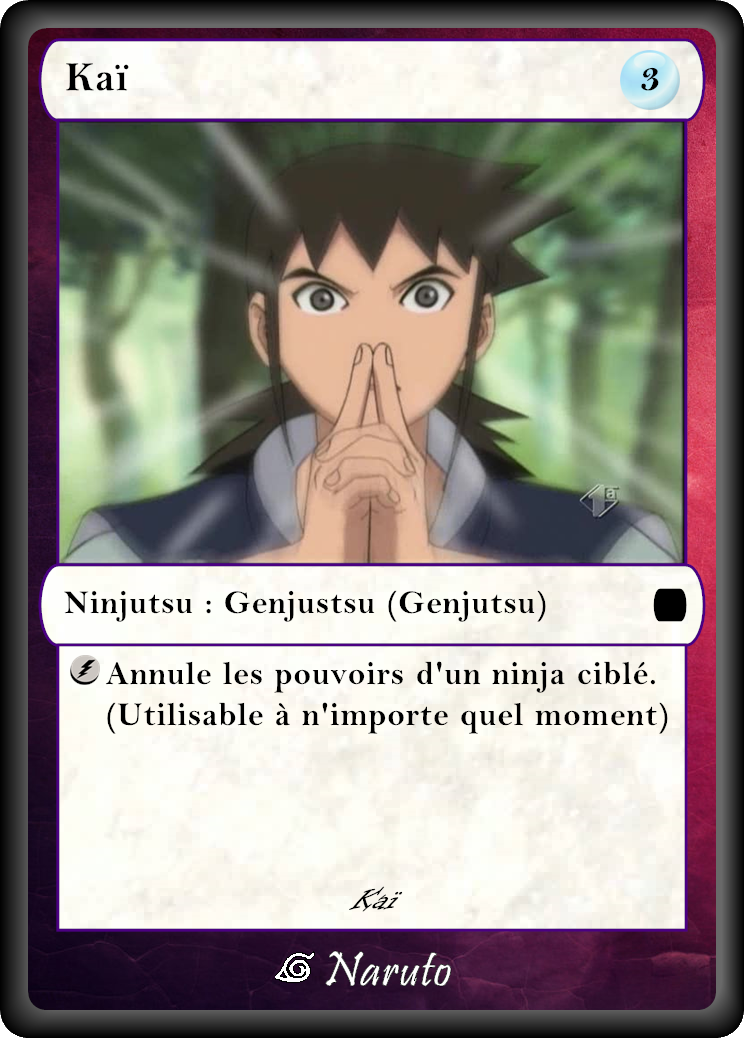 Kaï
3
a
Ninjutsu : Genjustsu (Genjutsu)
Annule les pouvoirs d'un ninja ciblé.
(Utilisable à n'importe quel moment)
Kaï
Naruto